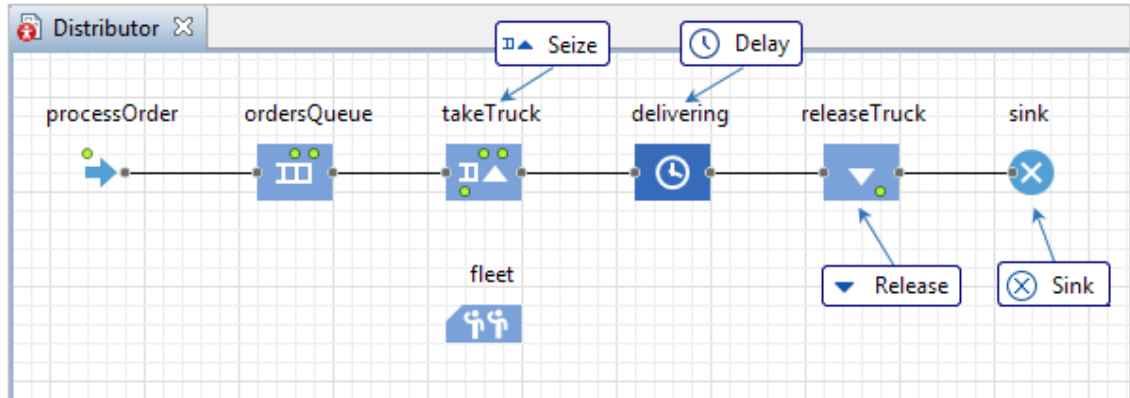 Distributor
Seize
Delay
processOrder
ordersQueue
takeTruck
delivering
releaseTruck
sink
fleet
Release
Sink